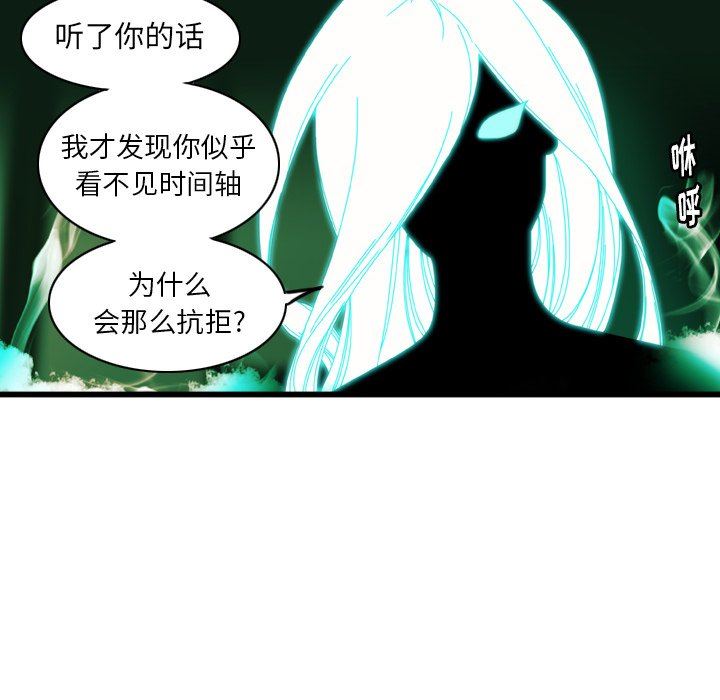 听了你的话
我才发现你似乎
看不见时间轴
为什么
会那么抗拒?
咻呼